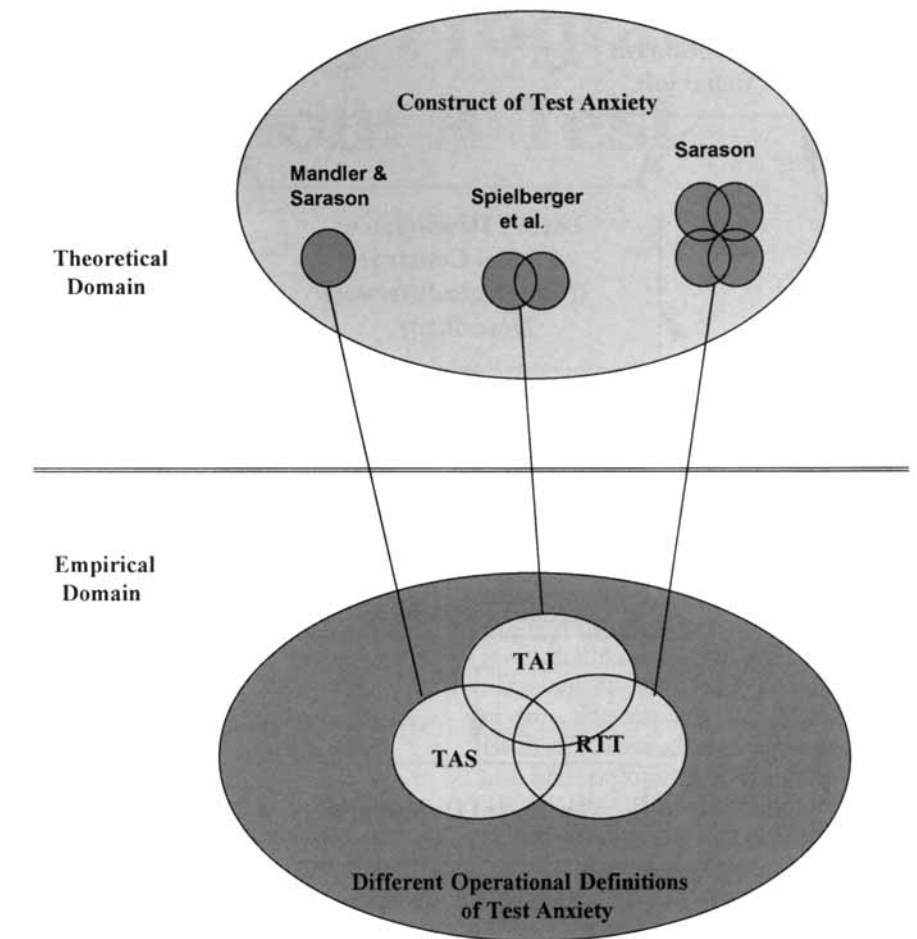 Construct of Test Anxiety
Mandler &
Sarason
Spielberger
et al.
Sarason
Theoretical
Domain
Empirical
Domain
TAI
TAS
RTT
Different Operational Definitions
of Test Anxiety